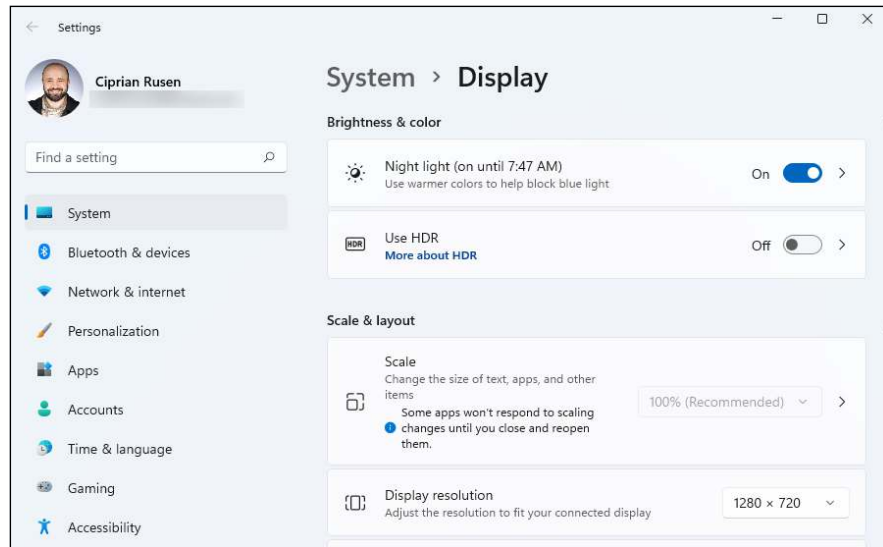 Settings
Ciprian Rusen
Find a setting
System
Bluetooth & devices
Network & internet
Personalization
Apps
Accounts
Time & language
Gaming
Accessibility
System > Display
Brightness & color
Night light (on until 7:47 AM)
Use warmer colors to help block blue light
On
HDR
Use HDR
More about HDR
Off
Scale & layout
Scale
Change the size of text, apps, and other
items
Some apps won't respond to scaling
changes until you close and reopen
them.
100% (Recommended)
Display resolution
Adjust the resolution to fit your connected display
1280 × 720